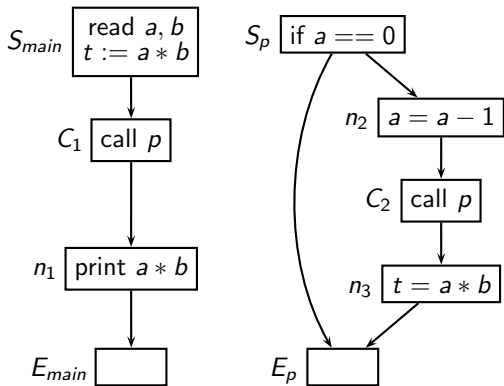 S_main
read a, b
t := a ∗ b
C_1 call p
n_1 print a ∗ b
E_main
S_p if a == 0
n_2 a = a − 1
C_2 call p
n_3 t = a ∗ b
E_p